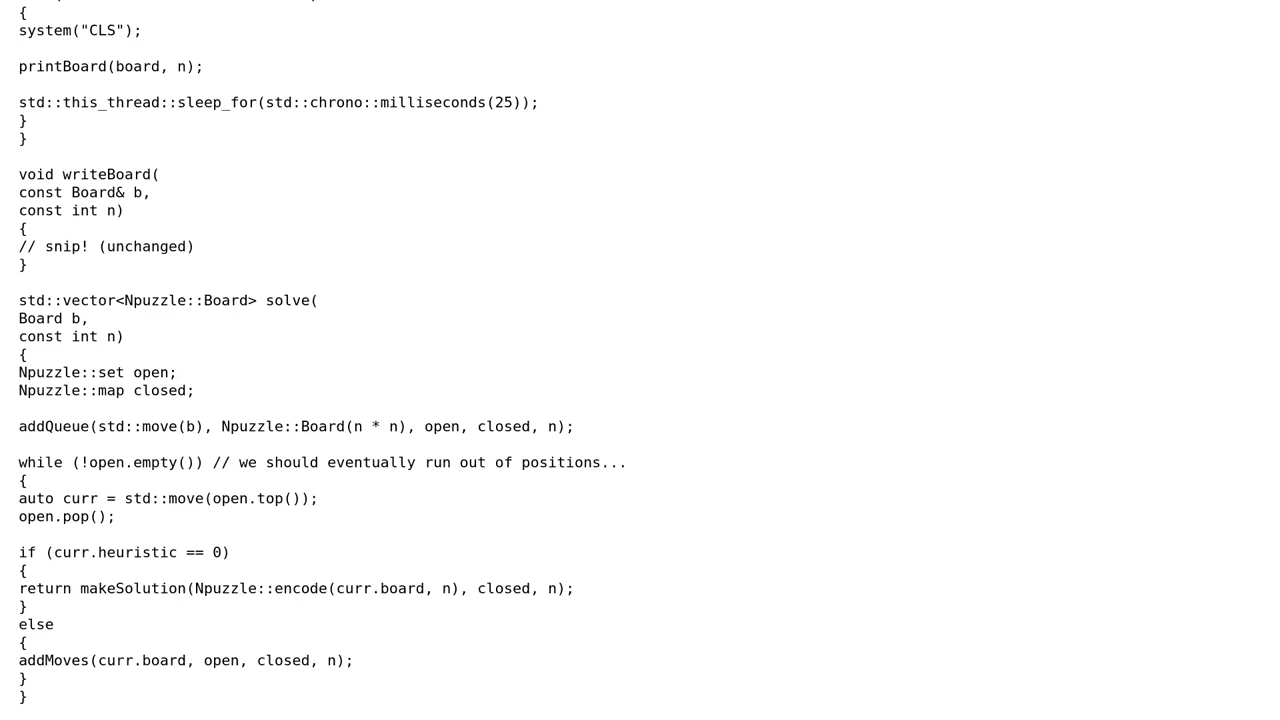 {
system("CLS");

printBoard(board, n);

std::this_thread::sleep_for(std::chrono::milliseconds(25));
}
}

void writeBoard(
const Board& b,
const int n)
{
// snip! (unchanged)
}

std::vector<Npuzzle::Board> solve(
Board b,
const int n)
{
Npuzzle::set open;
Npuzzle::map closed;

addQueue(std::move(b), Npuzzle::Board(n * n), open, closed, n);

while (!open.empty()) // we should eventually run out of positions...
{
auto curr = std::move(open.top());
open.pop();

if (curr.heuristic == 0)
{
return makeSolution(Npuzzle::encode(curr.board, n), closed, n);
}
else
{
addMoves(curr.board, open, closed, n);
}
}